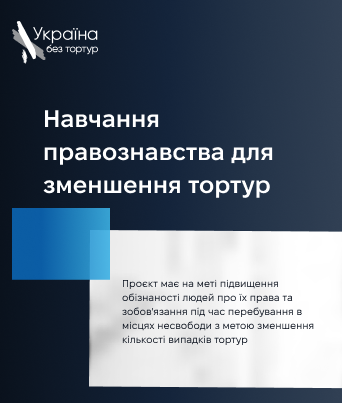 Україна
без тортур
Навчання
правознавства для
зменшення тортур
Проєкт має на меті підвищення
обізнаності людей про їх права та
зобов'язання під час перебування в
місцях несвободи з метою зменшення
кількості випадків тортур